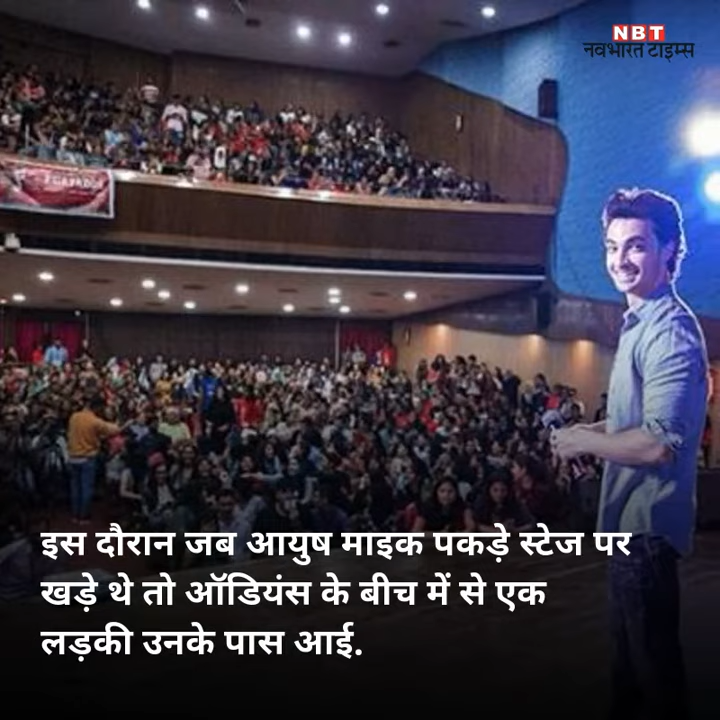 NBT
नवभारत टाइम्स
इस दौरान जब आयुष माइक पकड़े स्टेज पर
खड़े थे तो ऑडियंस के बीच में से एक
लड़की उनके पास आई.